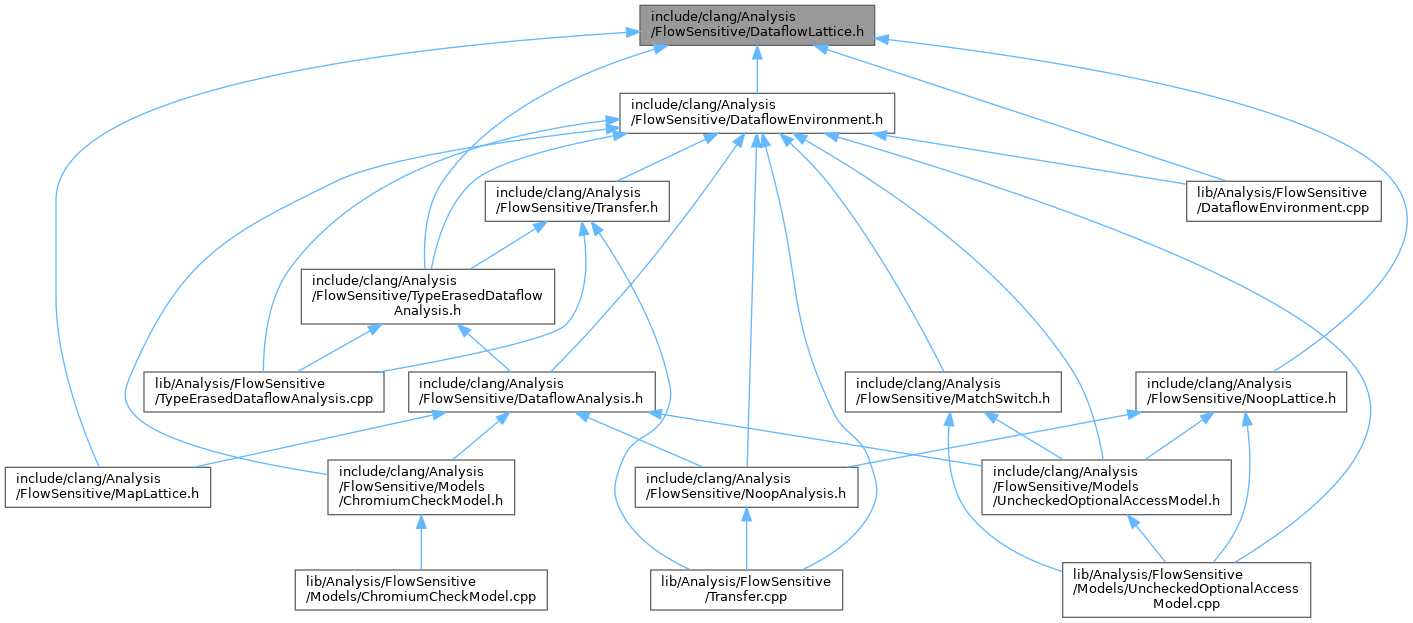 include/clang/Analysis
/FlowSensitive/DataflowLattice.h
include/clang/Analysis
/FlowSensitive/DataflowEnvironment.h
include/clang/Analysis
/FlowSensitive/Transfer.h
lib/Analysis/FlowSensitive
/DataflowEnvironment.cpp
include/clang/Analysis
/FlowSensitive/TypeErasedDataflow
Analysis.h
lib/Analysis/FlowSensitive
/TypeErasedDataflowAnalysis.cpp
include/clang/Analysis
/FlowSensitive/DataflowAnalysis.h
include/clang/Analysis
/FlowSensitive/MatchSwitch.h
include/clang/Analysis
/FlowSensitive/NoopLattice.h
include/clang/Analysis
/FlowSensitive/MapLattice.h
include/clang/Analysis
/FlowSensitive/Models
/ChromiumCheckModel.h
include/clang/Analysis
/FlowSensitive/NoopAnalysis.h
include/clang/Analysis
/FlowSensitive/Models
/UncheckedOptionalAccessModel.h
lib/Analysis/FlowSensitive
/Models/ChromiumCheckModel.cpp
lib/Analysis/FlowSensitive
/Transfer.cpp
lib/Analysis/FlowSensitive
/Models/UncheckedOptionalAccess
Model.cpp